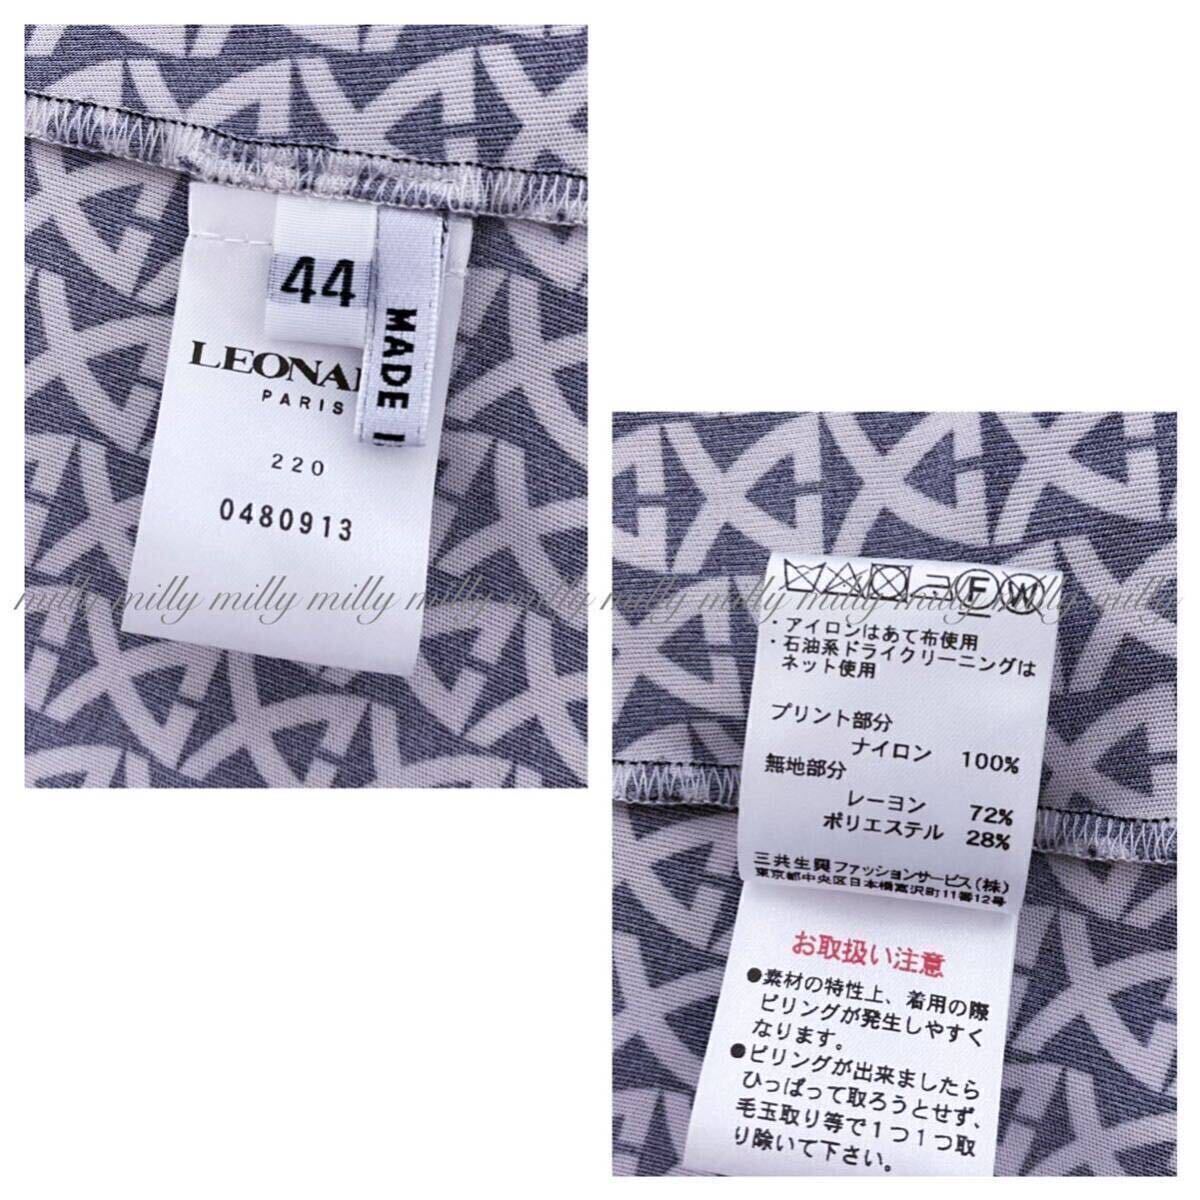 44
MADE I
LEONA
PARIS
220
0480913
milly milly milly milly milly milly milly milly milly milly milly milly
F W
・アイロンはあて布使用
・石油系ドライクリーニングは
ネット使用
プリント部分
ナイロン 100%
無地部分
レーヨン 72%
ポリエステル 28%
三共生興ファッションサービス(株)
東京都中央区日本橋富沢町11番12号
お取扱い注意
●素材の特性上、着用の際
ピリングが発生しやすく
なります。
●ピリングが出来ましたら
ひっぱって取ろうとせず、
毛玉取り等で1つ1つ取
り除いて下さい。